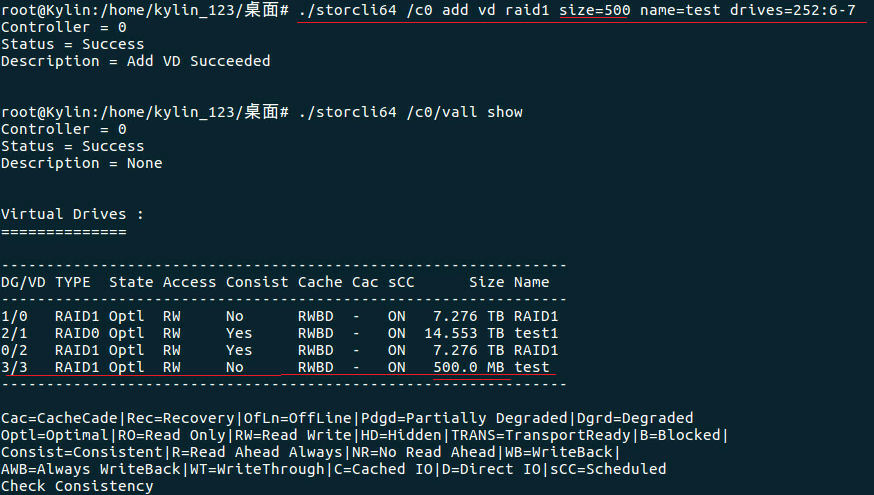 root@Kylin:/home/kylin_123/桌面# ./storcli64 /c0 add vd raid1 size=500 name=test drives=252:6-7
Controller = 0
Status = Success
Description = Add VD Succeeded
root@Kylin:/home/kylin_123/桌面# ./storcli64 /c0/vall show
Controller = 0
Status = Success
Description = None
Virtual Drives :
==============
---------------------------------------------------------------
DG/VD TYPE  State Access Consist Cache Cac sCC      Size Name
---------------------------------------------------------------
1/0   RAID1 Optl  RW     No      RWBD  -   ON   7.276 TB RAID1
2/1   RAID0 Optl  RW     Yes     RWBD  -   ON  14.553 TB test1
0/2   RAID1 Optl  RW     Yes     RWBD  -   ON   7.276 TB RAID1
3/3   RAID1 Optl  RW     No      RWBD  -   ON   500.0 MB test
---------------------------------------------------------------
Cac=CacheCade|Rec=Recovery|OfLn=OffLine|Pdgd=Partially Degraded|Dgrd=Degraded
Optl=Optimal|RO=Read Only|RW=Read Write|HD=Hidden|TRANS=TransportReady|B=Blocked|
Consist=Consistent|R=Read Ahead Always|NR=No Read Ahead|WB=WriteBack|
AWB=Always WriteBack|WT=WriteThrough|C=Cached IO|D=Direct IO|sCC=Scheduled
Check Consistency